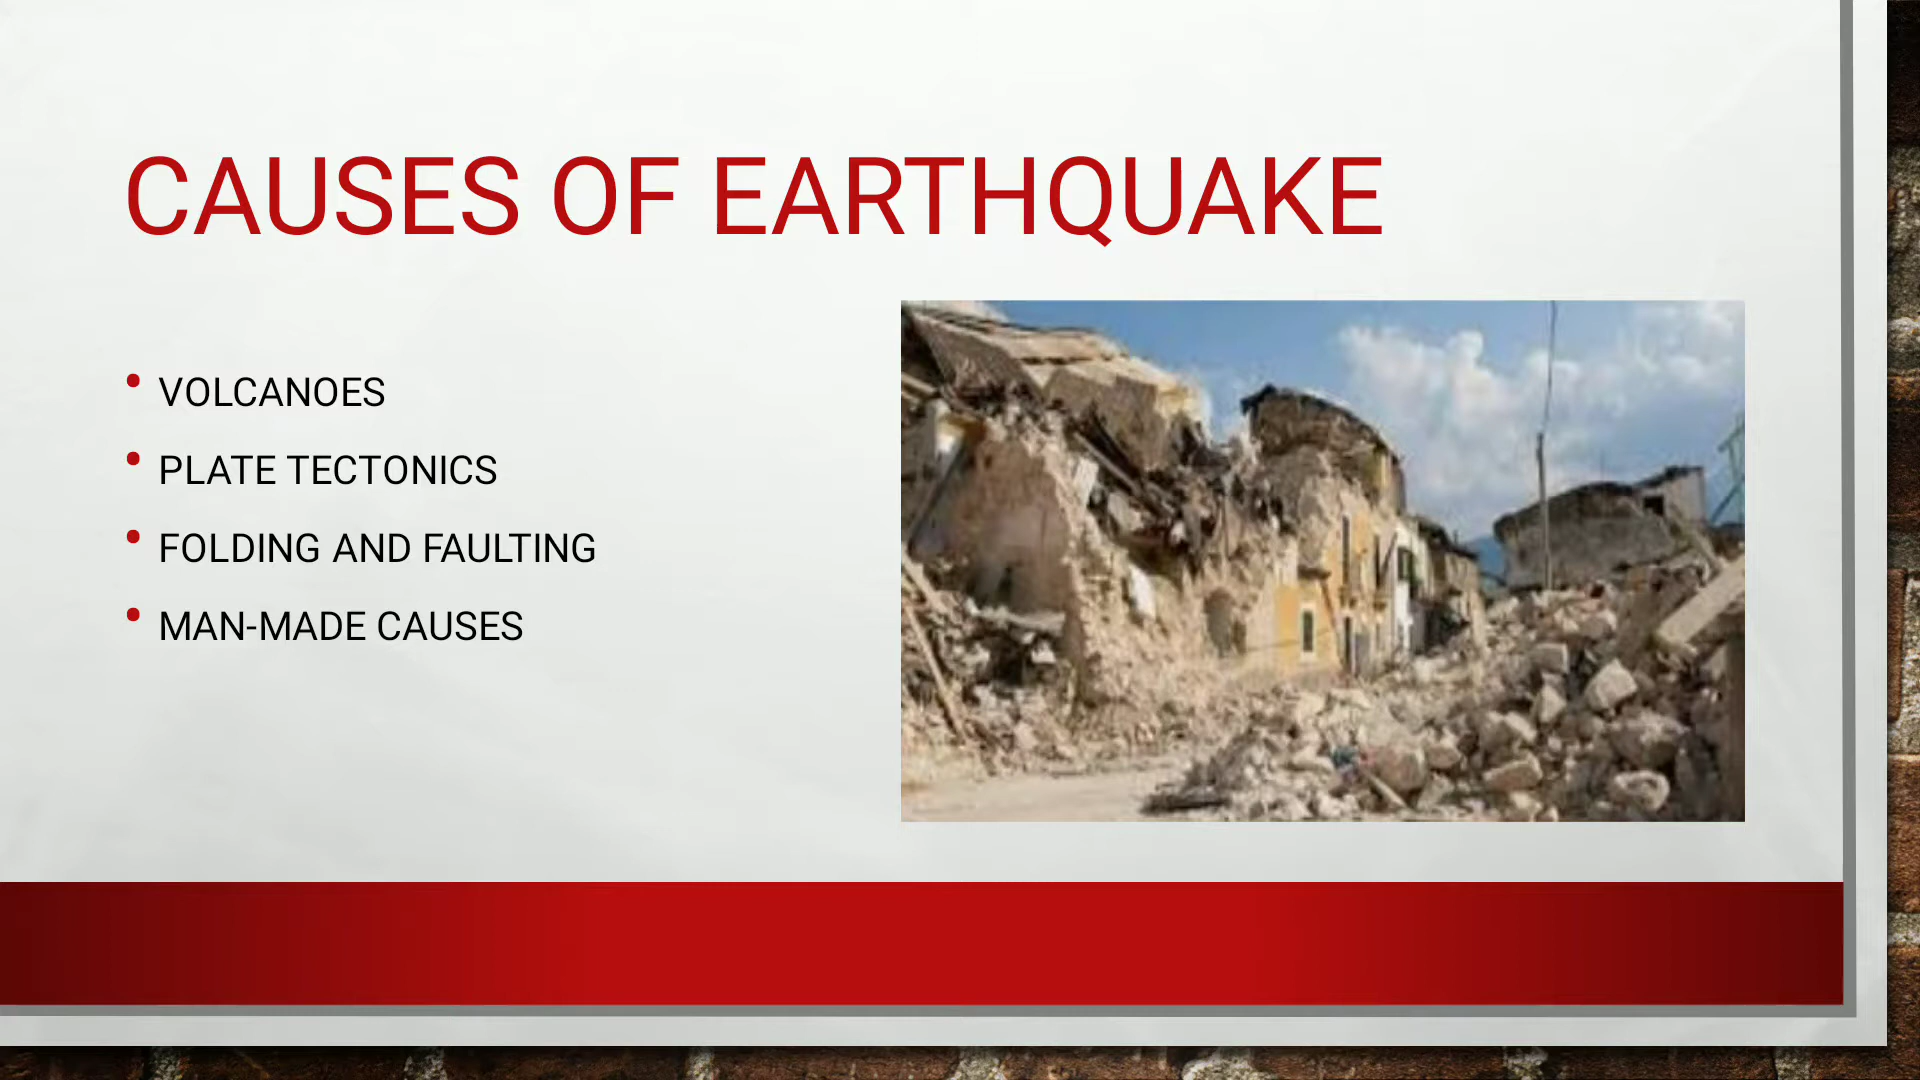 CAUSES OF EARTHQUAKE
• VOLCANOES
• PLATE TECTONICS
• FOLDING AND FAULTING
• MAN-MADE CAUSES